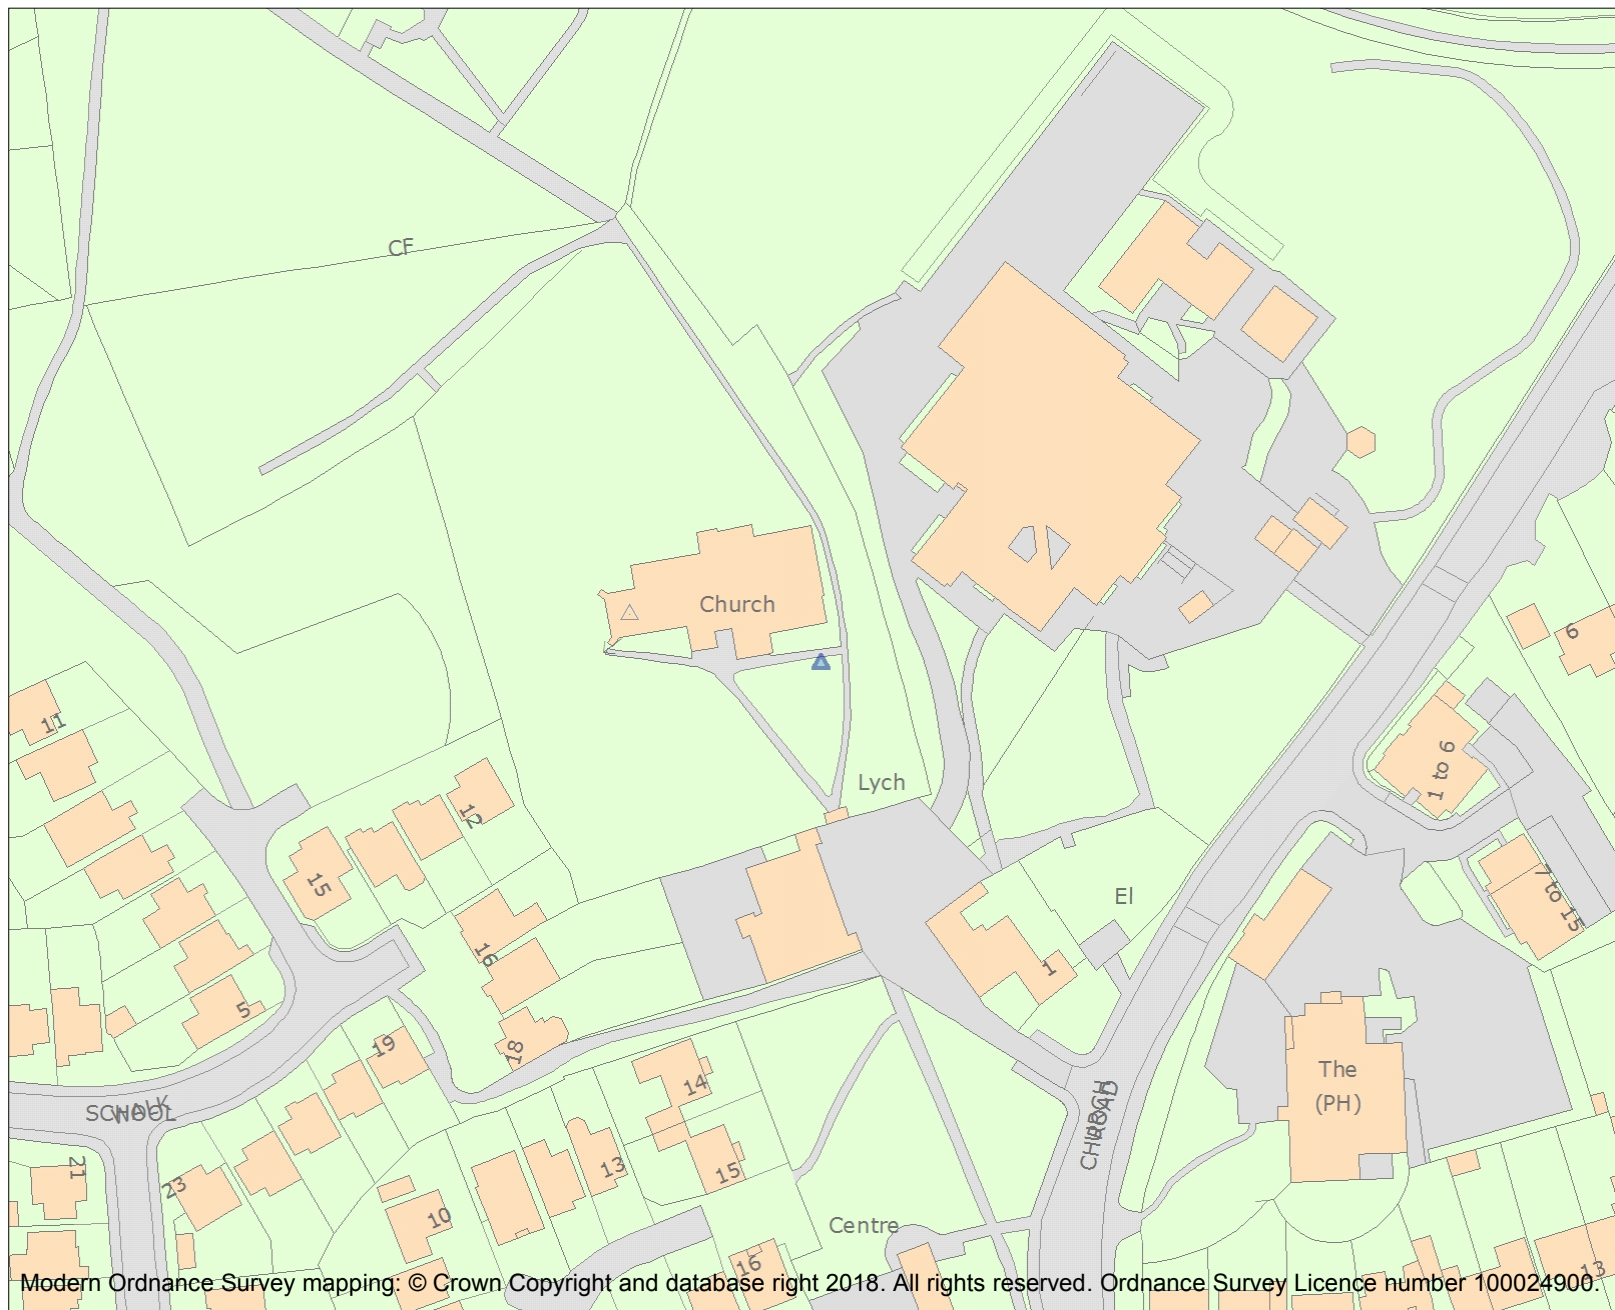 CF
Church
6
11
1 to 6
Lych
12
15
7 to 15
El
16
1
5
19
18
The
(PH)
14
SCHOOL
WALK
CHURCH
ROAD
21
23
13
15
10
Centre
16
13
Modern Ordnance Survey mapping: © Crown Copyright and database right 2018. All rights reserved. Ordnance Survey Licence number 100024900.